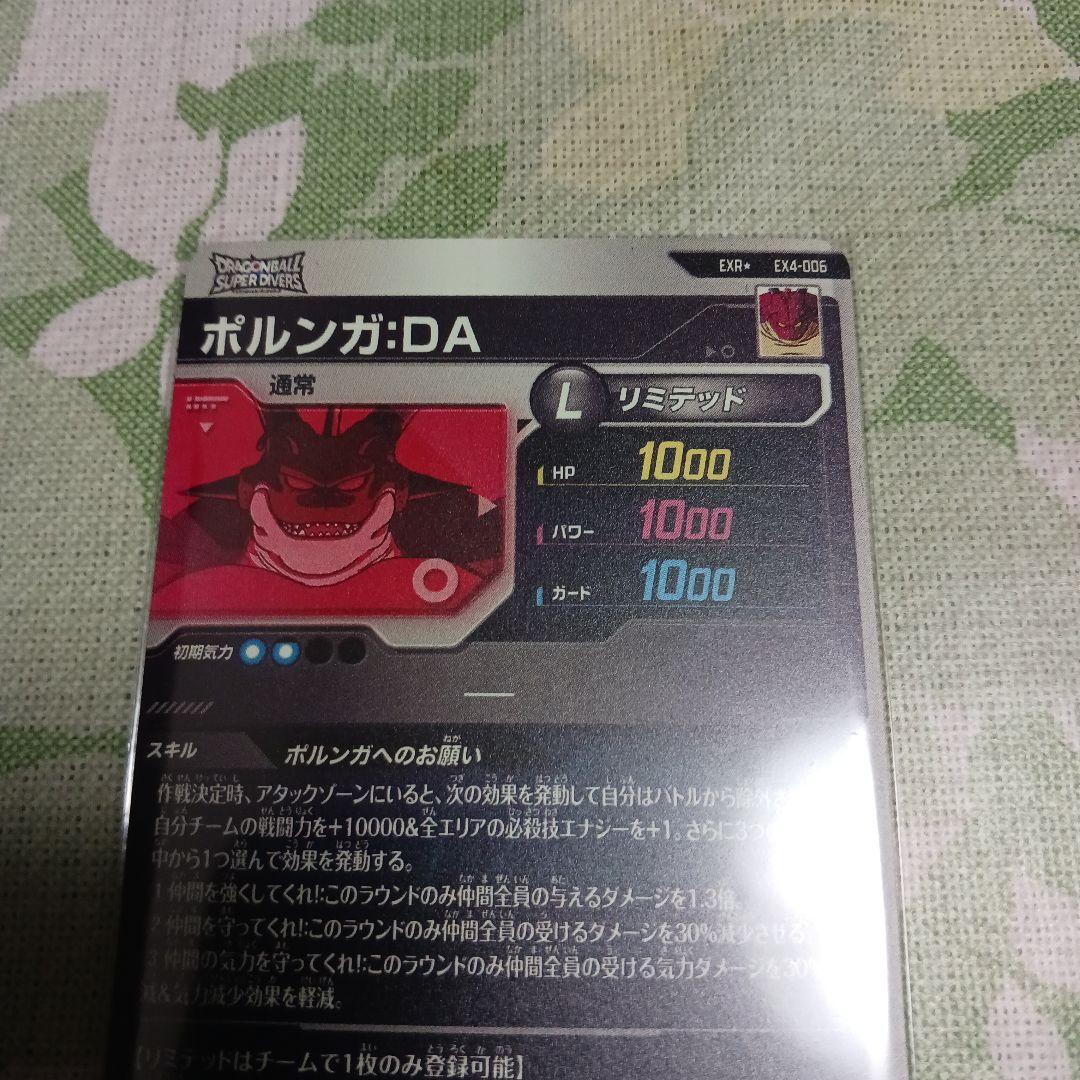 DRAGONBALL
SUPER DIVERS
EXR★ EX4-006
ポルンガ:DA
通常
L リミテッド
HP 1000
パワー 1000
ガード 1000
初期気力
スキル ポルンガへのお願い
作戦決定時、アタックゾーンにいると、次の効果を発動して自分はバトルから除外
自分チームの戦闘力を+10000&全エリアの必殺技エナジーを+1。さらに3つ
中から1つ選んで効果を発動する。
1 仲間を強くしてくれ!:このラウンドのみ仲間全員の与えるダメージを1.3倍。
2 仲間を守ってくれ!:このラウンドのみ仲間全員の受けるダメージを30%減少させる
3 仲間の気力を守ってくれ!:このラウンドのみ仲間全員の受ける気力ダメージを30%
減&気力減少効果を軽減。
【リミテッドはチームで1枚のみ登録可能】